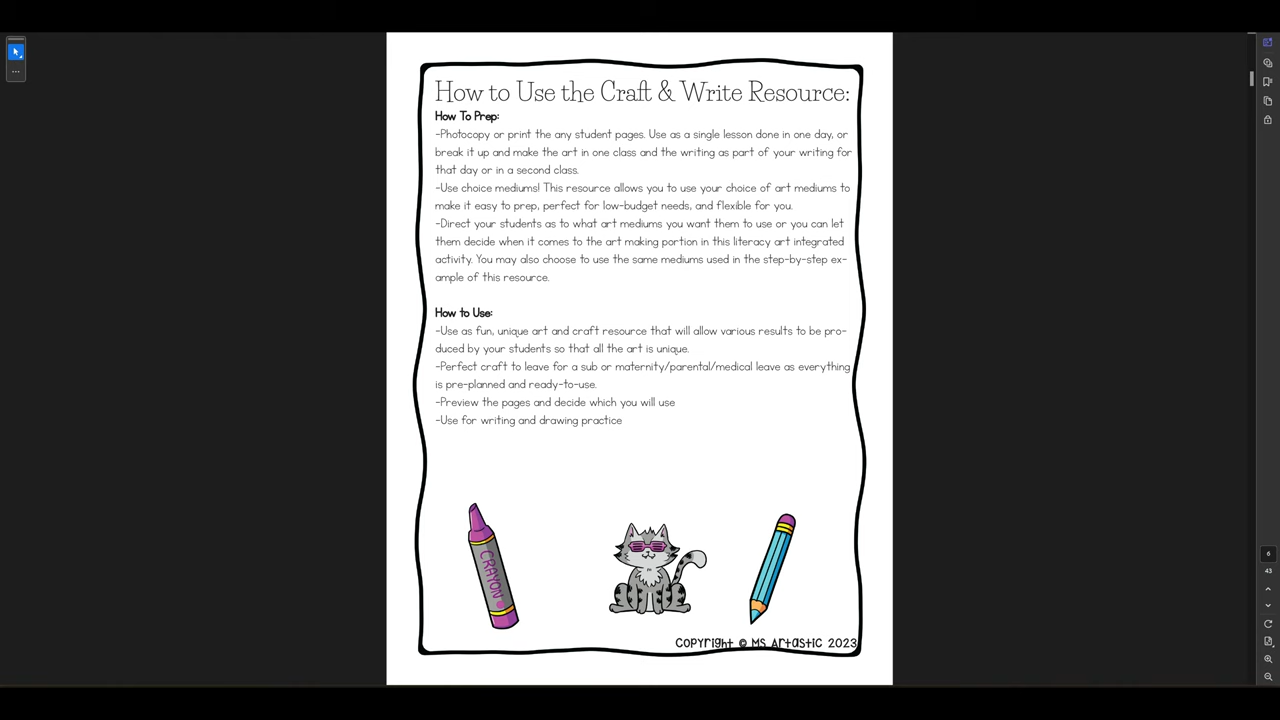 How to Use the Craft & Write Resource:
How To Prep:
-Photocopy or print the any student pages. Use as a single lesson done in one day, or
break it up and make the art in one class and the writing as part of your writing for
that day or in a second class.
-Use choice mediums! This resource allows you to use your choice of art mediums to
make it easy to prep, perfect for low-budget needs, and flexible for you.
-Direct your students as to what art mediums you want them to use or you can let
them decide when it comes to the art making portion in this literacy art integrated
activity. You may also choose to use the same mediums used in the step-by-step ex-
ample of this resource.
How to Use:
-Use as fun, unique art and craft resource that will allow various results to be pro-
duced by your students so that all the art is unique.
-Perfect craft to leave for a sub or maternity/parental/medical leave as everything
is pre-planned and ready-to-use.
-Preview the pages and decide which you will use
-Use for writing and drawing practice
CRAYON
Copyright © Ms Artastic 2023
6
43